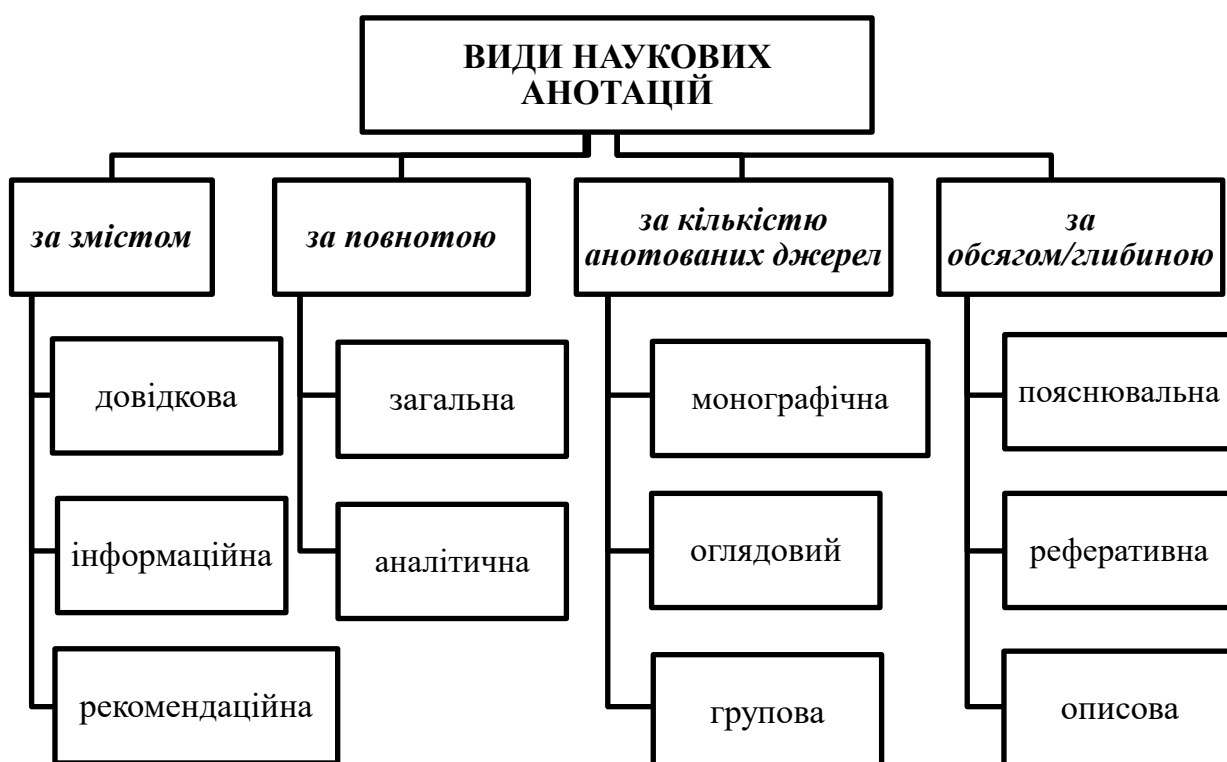 ВИДИ НАУКОВИХ
АНОТАЦІЙ
за змістом
за повнотою
за кількістю
анотованих джерел
за
обсягом/глибиною
довідкова
загальна
монографічна
пояснювальна
інформаційна
аналітична
оглядовий
реферативна
рекомендаційна
групова
описова